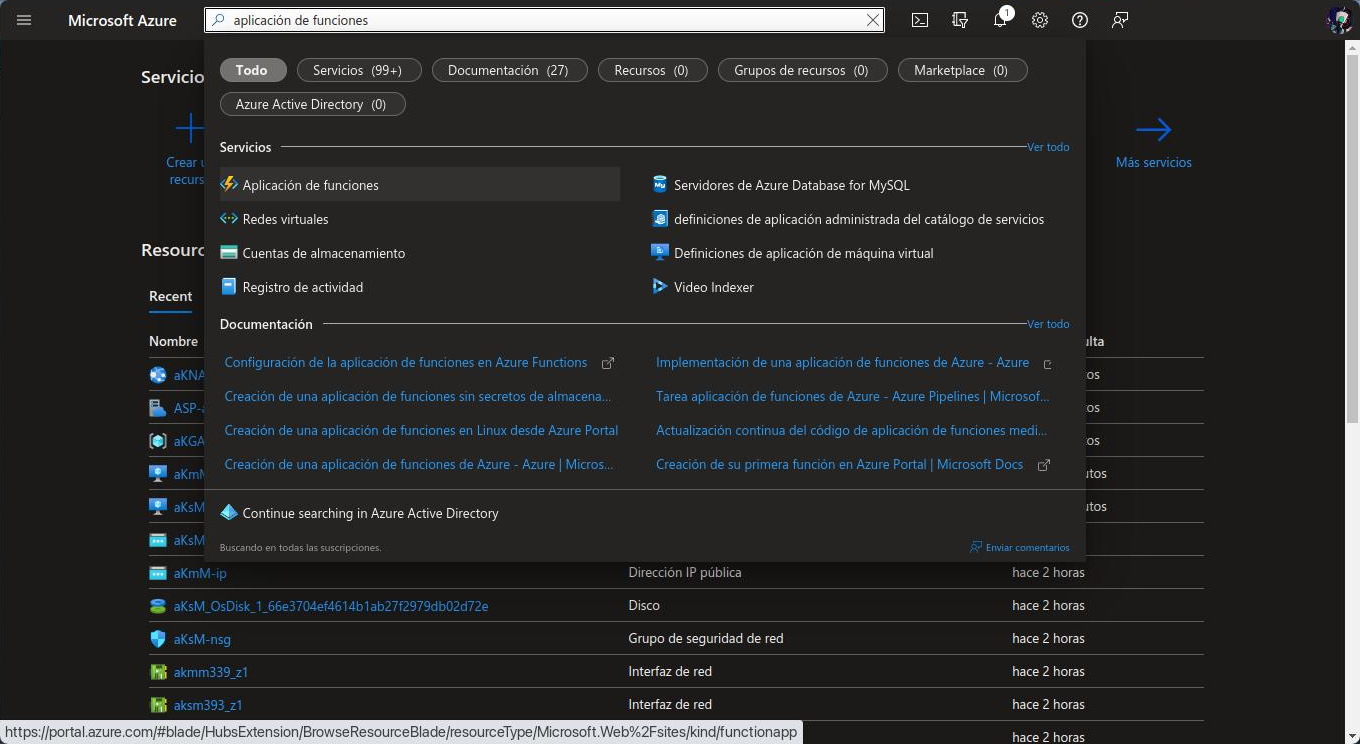 Microsoft Azure
aplicación de funciones
1
Todo
Servicios (99+)
Documentación (27)
Recursos (0)
Grupos de recursos (0)
Marketplace (0)
Azure Active Directory (0)
Servicio
Crear u
recurs
Más servicios
Servicios
Ver todo
Aplicación de funciones
Servidores de Azure Database for MySQL
Redes virtuales
definiciones de aplicación administrada del catálogo de servicios
Cuentas de almacenamiento
Definiciones de aplicación de máquina virtual
Registro de actividad
Video Indexer
Documentación
Ver todo
Configuración de la aplicación de funciones en Azure Functions
Implementación de una aplicación de funciones de Azure - Azure
Creación de una aplicación de funciones sin secretos de almacena...
Tarea aplicación de funciones de Azure - Azure Pipelines | Microsof...
Creación de una aplicación de funciones en Linux desde Azure Portal
Actualización continua del código de aplicación de funciones medi...
Creación de una aplicación de funciones de Azure - Azure | Micros...
Creación de su primera función en Azure Portal | Microsoft Docs
Continue searching in Azure Active Directory
Buscando en todas las suscripciones.
Enviar comentarios
Resourc
Recent
Nombre
ulta
aKNA
os
ASP-a
os
aKGA
os
aKmM
utos
aKsM
utos
aKsM
aKmM-ip
Dirección IP pública
hace 2 horas
aKsM_OsDisk_1_66e3704ef4614b1ab27f2979db02d72e
Disco
hace 2 horas
aKsM-nsg
Grupo de seguridad de red
hace 2 horas
akmm339_z1
Interfaz de red
hace 2 horas
aksm393_z1
Interfaz de red
hace 2 horas
hace 2 horas
https://portal.azure.com/#blade/HubsExtension/BrowseResourceBlade/resourceType/Microsoft.Web%2Fsites/kind/functionapp